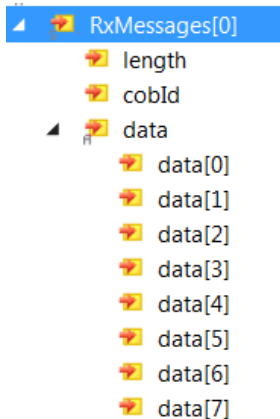 RxMessages[0]
length
cobId
data
data[0]
data[1]
data[2]
data[3]
data[4]
data[5]
data[6]
data[7]